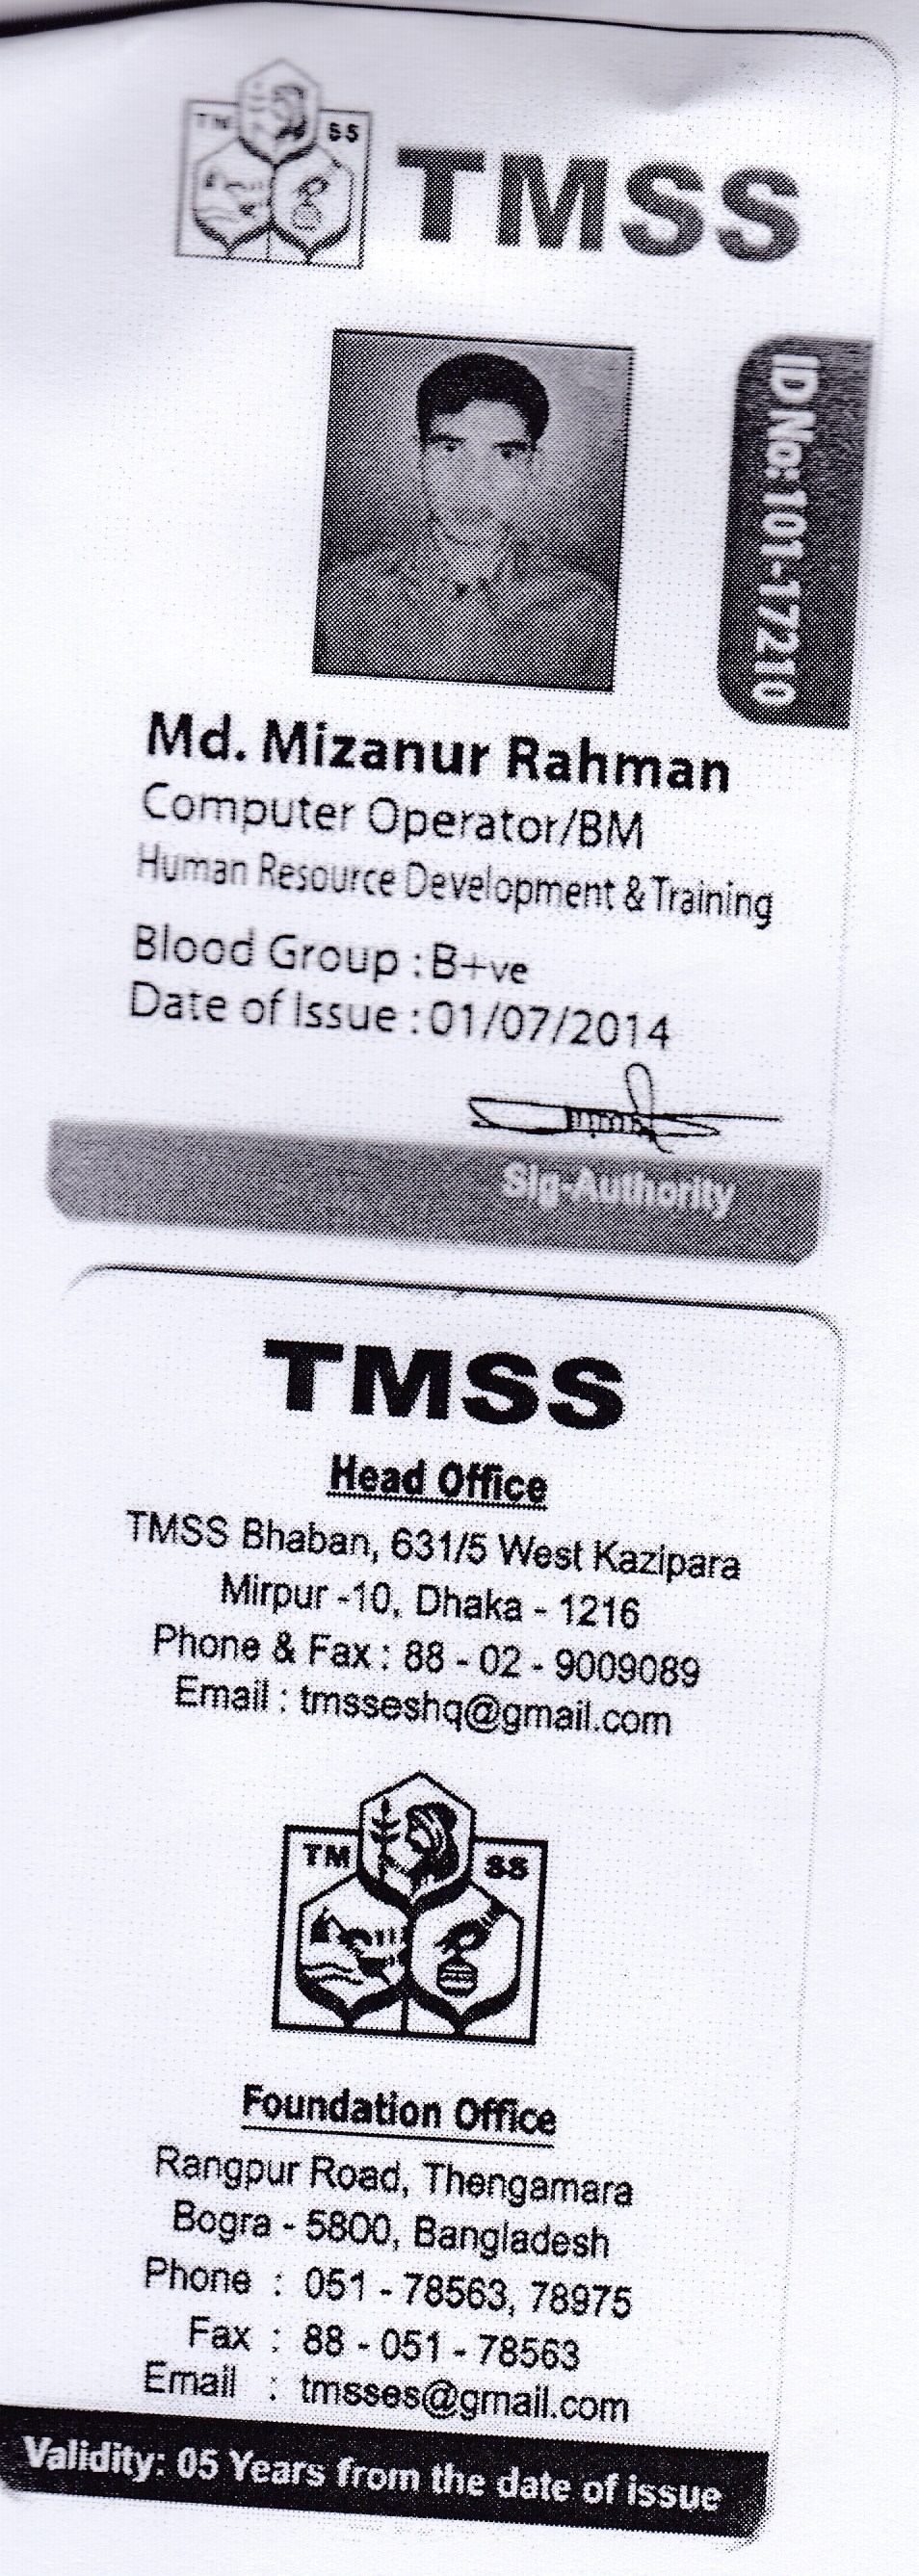 TM SS
TMSS
ID No: 101-17210
Md. Mizanur Rahman
Computer Operator/BM
Human Resource Development & Training
Blood Group : B+ve
Date of Issue : 01/07/2014
Sig-Authority
TMSS
Head Office
TMSS Bhaban, 631/5 West Kazipara
Mirpur -10, Dhaka - 1216
Phone & Fax : 88 - 02 - 9009089
Email : tmsseshq@gmail.com
TM SS
Foundation Office
Rangpur Road, Thengamara
Bogra - 5800, Bangladesh
Phone : 051 - 78563, 78975
Fax : 88 - 051 - 78563
Email : tmsses@gmail.com
Validity: 05 Years from the date of issue